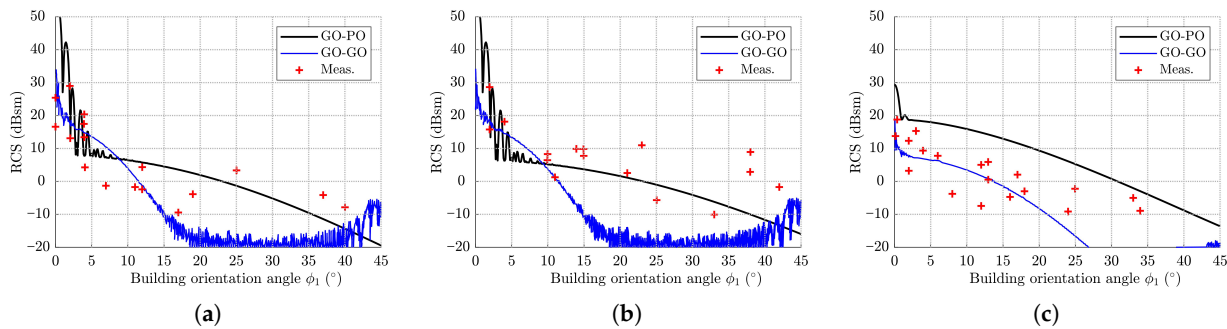 50
40
30
20
10
0
−10
−20
RCS (dBsm)
GO-PO
GO-GO
Meas.
0 5 10 15 20 25 30 35 40 45
Building orientation angle ϕ₁ (°)
(a)
50
40
30
20
10
0
−10
−20
RCS (dBsm)
GO-PO
GO-GO
Meas.
0 5 10 15 20 25 30 35 40 45
Building orientation angle ϕ₁ (°)
(b)
50
40
30
20
10
0
−10
−20
RCS (dBsm)
GO-PO
GO-GO
Meas.
0 5 10 15 20 25 30 35 40 45
Building orientation angle ϕ₁ (°)
(c)